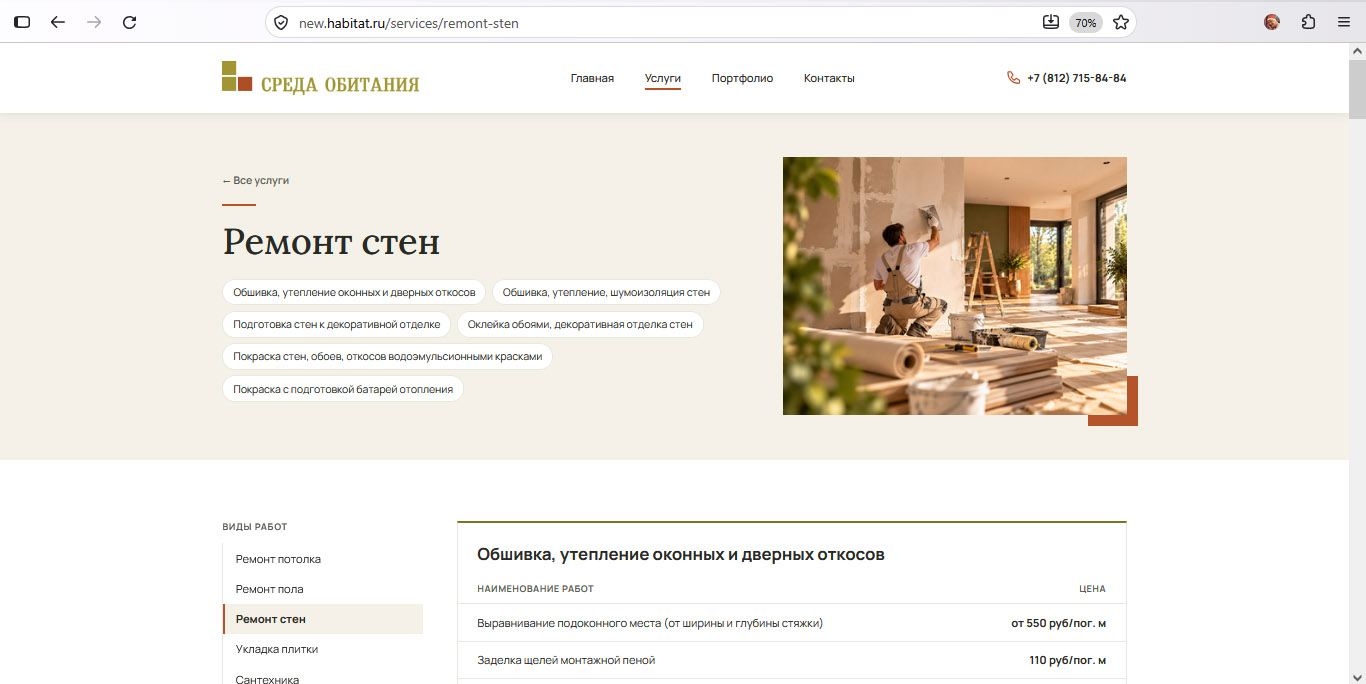 new.habitat.ru/services/remont-sten
70%
СРЕДА ОБИТАНИЯ
Главная
Услуги
Портфолио
Контакты
+7 (812) 715-84-84
← Все услуги
Ремонт стен
Обшивка, утепление оконных и дверных откосов
Обшивка, утепление, шумоизоляция стен
Подготовка стен к декоративной отделке
Оклейка обоями, декоративная отделка стен
Покраска стен, обоев, откосов водоэмульсионными красками
Покраска с подготовкой батарей отопления
ВИДЫ РАБОТ
Ремонт потолка
Ремонт пола
Ремонт стен
Укладка плитки
Сантехника
Обшивка, утепление оконных и дверных откосов
НАИМЕНОВАНИЕ РАБОТ
ЦЕНА
Выравнивание подоконного места (от ширины и глубины стяжки)
от 550 руб/пог. м
Заделка щелей монтажной пеной
110 руб/пог. м